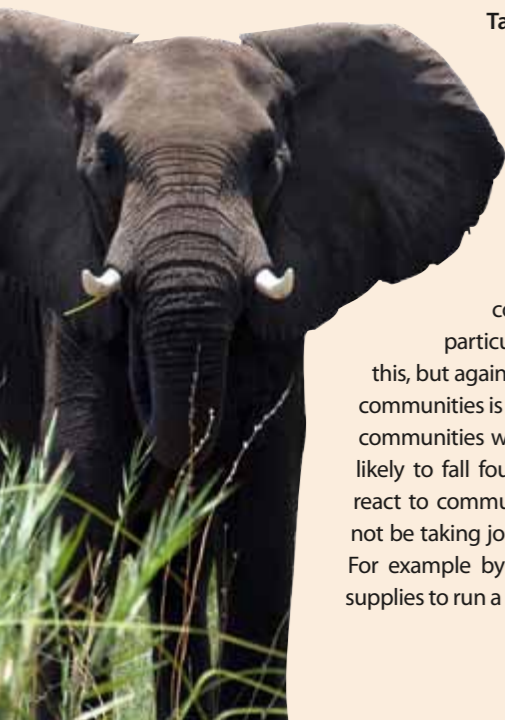 Ta
co
particu
this, but again
communities is
communities w
likely to fall fou
react to commu
not be taking jo
For example by
supplies to run a